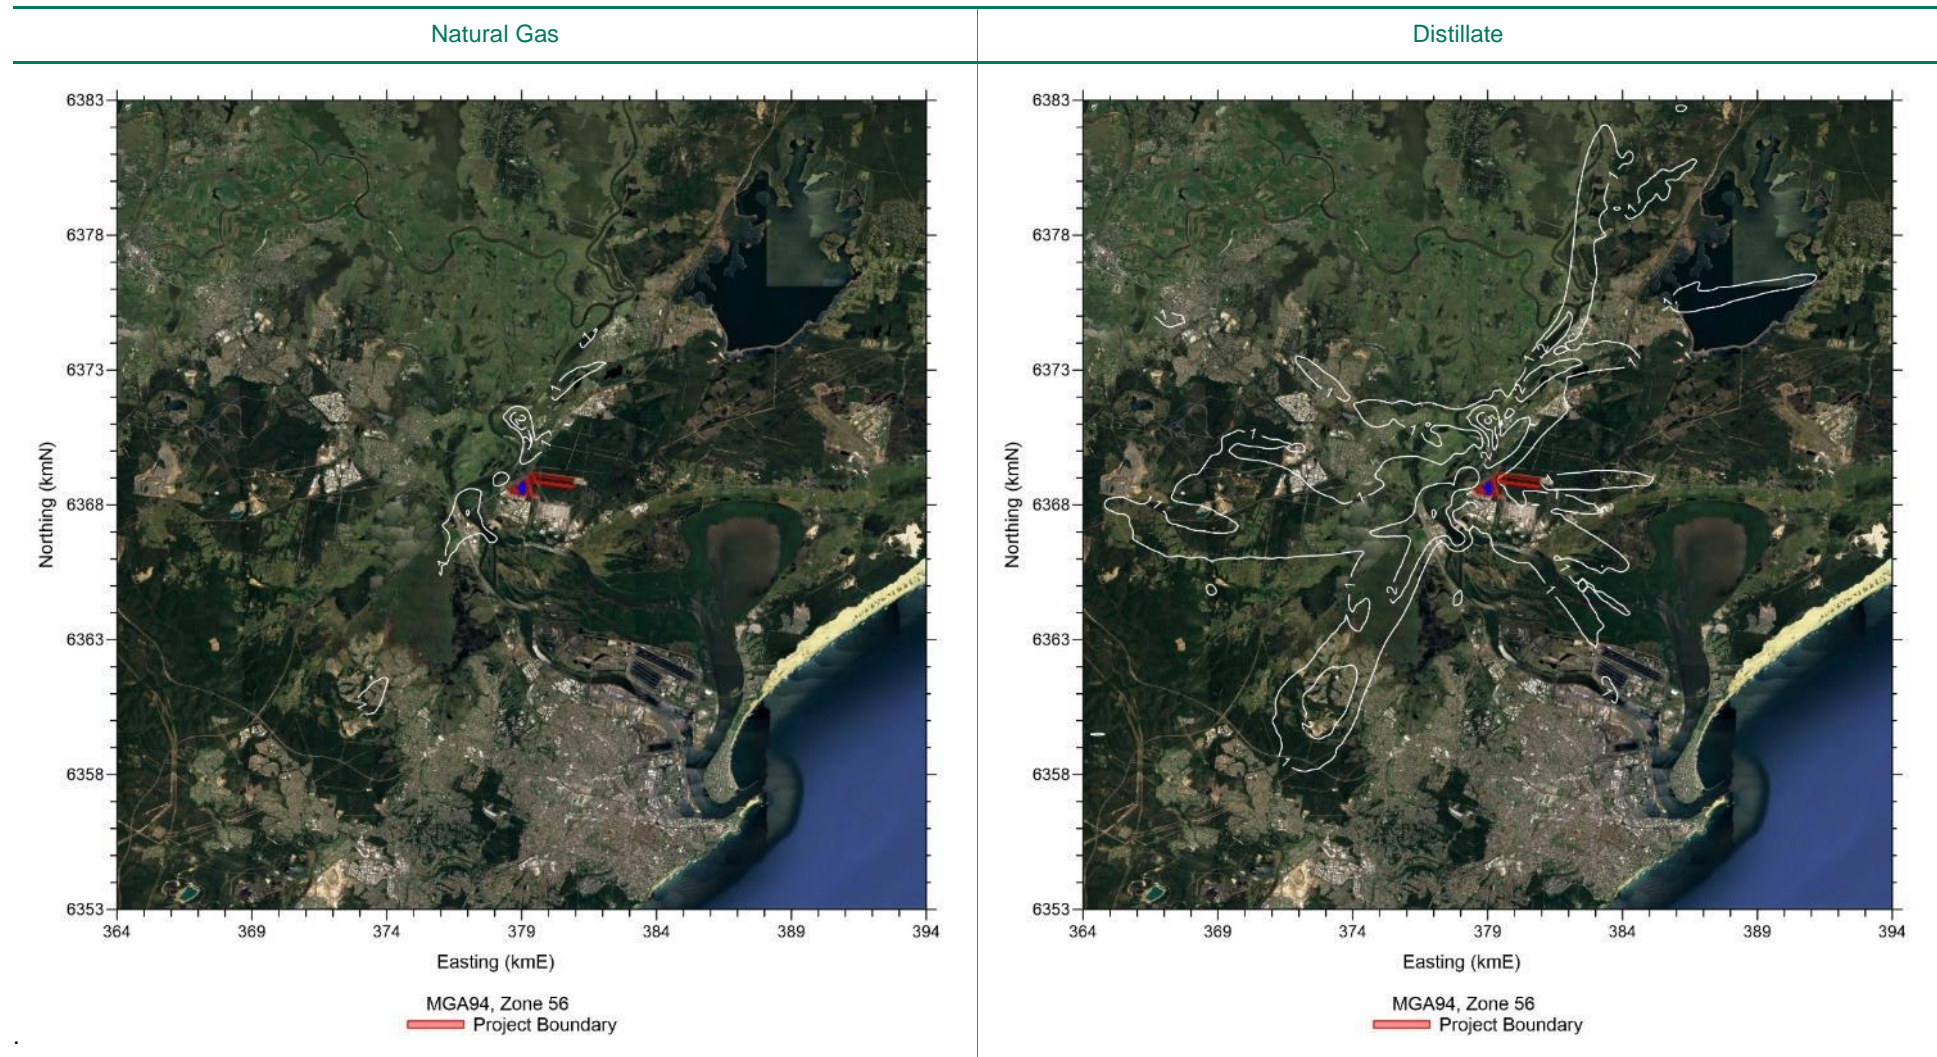 Natural Gas
Distillate
6383
6378
6373
6368
6363
6358
6353
364 369 374 379 384 389 394
Northing (kmN)
Easting (kmE)
MGA94, Zone 56
Project Boundary
6383
6378
6373
6368
6363
6358
6353
364 369 374 379 384 389 394
Northing (kmN)
Easting (kmE)
MGA94, Zone 56
Project Boundary
.